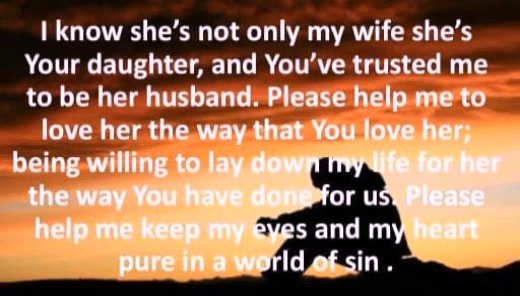 I know she’s not only my wife she’s
Your daughter, and You’ve trusted me
to be her husband. Please help me to
love her the way that You love her;
being willing to lay down my life for her
the way You have done for us. Please
help me keep my eyes and my heart
pure in a world of sin .